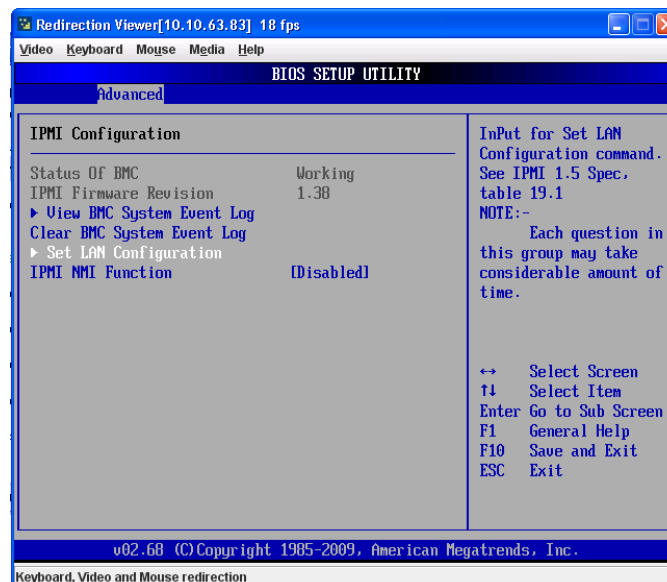 Redirection Viewer[10.10.63.83] 18 fps
Video Keyboard Mouse Media Help
BIOS SETUP UTILITY
Advanced
IPMI Configuration
Status Of BMC Working
IPMI Firmware Revision 1.38
▶ View BMC System Event Log
Clear BMC System Event Log
▶ Set LAN Configuration
IPMI NMI Function [Disabled]
InPut for Set LAN
Configuration command.
See IPMI 1.5 Spec,
table 19.1
NOTE:-
Each question in
this group may take
considerable amount of
time.
↔ Select Screen
↑↓ Select Item
Enter Go to Sub Screen
F1 General Help
F10 Save and Exit
ESC Exit
v02.68 (C)Copyright 1985-2009, American Megatrends, Inc.
Keyboard, Video and Mouse redirection